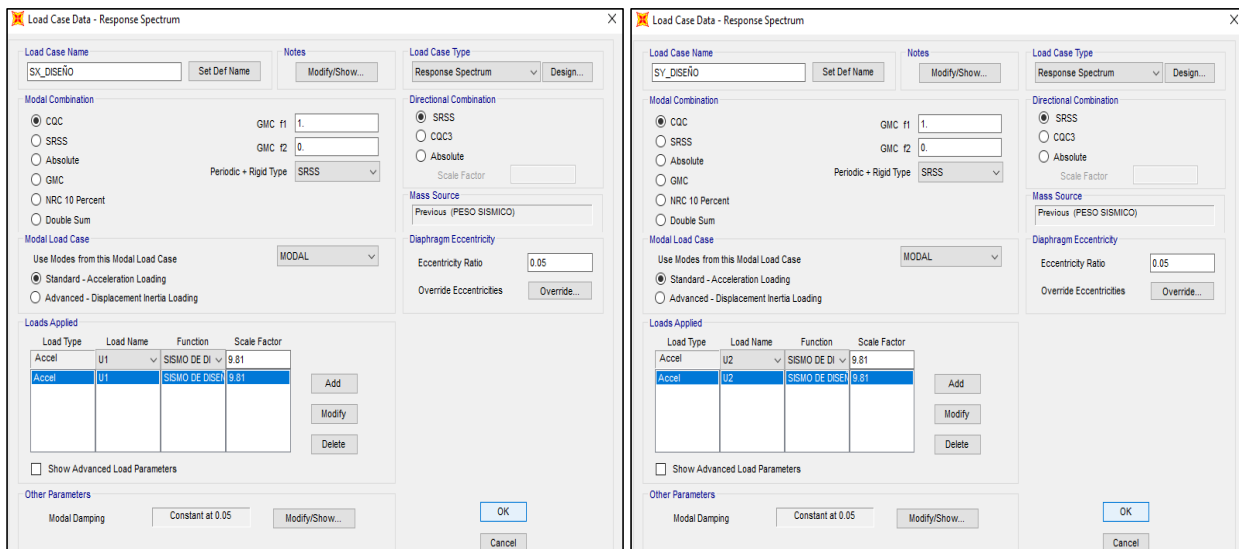 Load Case Data - Response Spectrum
X
Load Case Name
Notes
Load Case Type
SX_DISEÑO
Set Def Name
Modify/Show...
Response Spectrum
Design...
Modal Combination
Directional Combination
CQC
GMC f1
1.
SRSS
SRSS
GMC f2
0.
CQC3
Absolute
Periodic + Rigid Type
SRSS
Absolute
GMC
Scale Factor
NRC 10 Percent
Mass Source
Double Sum
Previous (PESO SISMICO)
Modal Load Case
Diaphragm Eccentricity
Use Modes from this Modal Load Case
MODAL
Eccentricity Ratio
0.05
Standard - Acceleration Loading
Override Eccentricities
Override...
Advanced - Displacement Inertia Loading
Loads Applied
Load Type
Load Name
Function
Scale Factor
Accel
U1
SISMO DE DI
9.81
Accel
U1
SISMO DE DISEÑ
9.81
Add
Modify
Delete
Show Advanced Load Parameters
Other Parameters
Modal Damping
Constant at 0.05
Modify/Show...
OK
Cancel
Load Case Data - Response Spectrum
X
Load Case Name
Notes
Load Case Type
SY_DISEÑO
Set Def Name
Modify/Show...
Response Spectrum
Design...
Modal Combination
Directional Combination
CQC
GMC f1
1.
SRSS
SRSS
GMC f2
0.
CQC3
Absolute
Periodic + Rigid Type
SRSS
Absolute
GMC
Scale Factor
NRC 10 Percent
Mass Source
Double Sum
Previous (PESO SISMICO)
Modal Load Case
Diaphragm Eccentricity
Use Modes from this Modal Load Case
MODAL
Eccentricity Ratio
0.05
Standard - Acceleration Loading
Override Eccentricities
Override...
Advanced - Displacement Inertia Loading
Loads Applied
Load Type
Load Name
Function
Scale Factor
Accel
U2
SISMO DE DI
9.81
Accel
U2
SISMO DE DISEÑ
9.81
Add
Modify
Delete
Show Advanced Load Parameters
Other Parameters
Modal Damping
Constant at 0.05
Modify/Show...
OK
Cancel